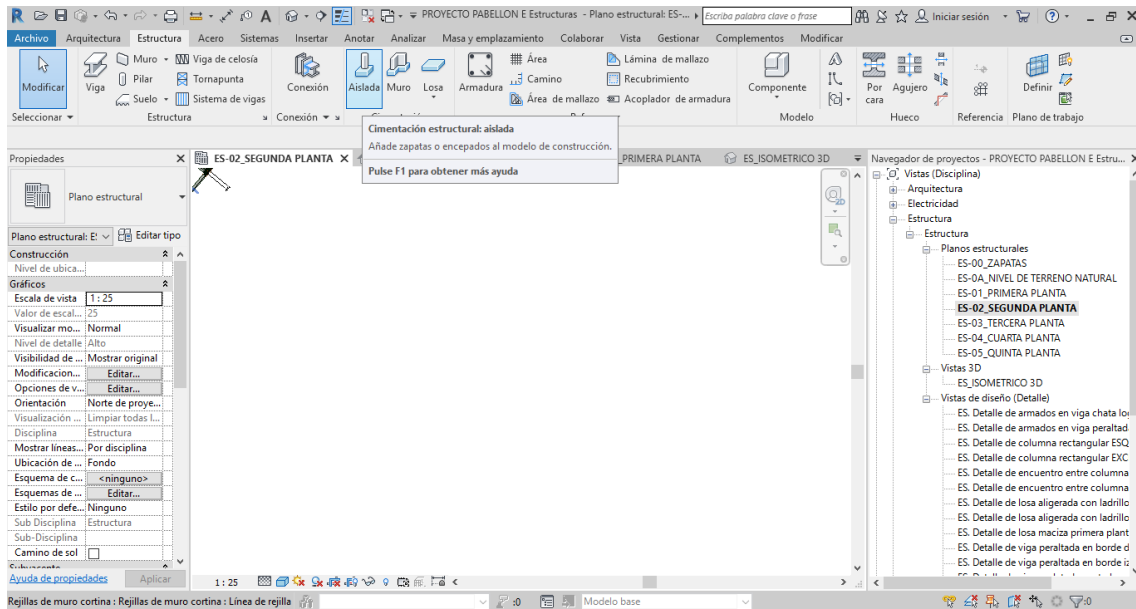 PROYECTO PABELLON E Estructuras - Plano estructural: ES-...
Escriba palabra clave o frase
Iniciar sesión
Archivo Arquitectura Estructura Acero Sistemas Insertar Anotar Analizar Masa y emplazamiento Colaborar Vista Gestionar Complementos Modificar
Modificar
Viga
Muro
Pilar
Suelo
Viga de celosía
Tornapunta
Sistema de vigas
Conexión
Aislada
Muro
Losa
Armadura
Área
Camino
Área de mallazo
Lámina de mallazo
Recubrimiento
Acoplador de armadura
Componente
Por cara
Agujero
Definir
Seleccionar
Estructura
Conexión
Modelo
Hueco
Referencia
Plano de trabajo
Cimentación estructural: aislada
Añade zapatas o encepados al modelo de construcción.
Pulse F1 para obtener más ayuda
Propiedades
ES-02_SEGUNDA PLANTA
_PRIMERA PLANTA
ES_ISOMETRICO 3D
Plano estructural
Plano estructural: E:
Editar tipo
Construcción
Nivel de ubica...
Gráficos
Escala de vista 1 : 25
Valor de escal... 25
Visualizar mo... Normal
Nivel de detalle Alto
Visibilidad de ... Mostrar original
Modificacion... Editar...
Opciones de v... Editar...
Orientación Norte de proye...
Visualización ... Limpiar todas l...
Disciplina Estructura
Mostrar líneas... Por disciplina
Ubicación de ... Fondo
Esquema de c... <ninguno>
Esquemas de ... Editar...
Estilo por defe... Ninguno
Sub Disciplina Estructura
Sub-Disciplina
Camino de sol
Subyacente
Ayuda de propiedades
Aplicar
2D
1 : 25
Navegador de proyectos - PROYECTO PABELLON E Estru...
Vistas (Disciplina)
Arquitectura
Electricidad
Estructura
Estructura
Planos estructurales
ES-00_ZAPATAS
ES-0A_NIVEL DE TERRENO NATURAL
ES-01_PRIMERA PLANTA
ES-02_SEGUNDA PLANTA
ES-03_TERCERA PLANTA
ES-04_CUARTA PLANTA
ES-05_QUINTA PLANTA
Vistas 3D
ES_ISOMETRICO 3D
Vistas de diseño (Detalle)
ES. Detalle de armados en viga chata lo
ES. Detalle de armados en viga peraltad
ES. Detalle de columna rectangular ESQ
ES. Detalle de columna rectangular EXC
ES. Detalle de encuentro entre columna
ES. Detalle de encuentro entre columna
ES. Detalle de losa aligerada con ladrillo
ES. Detalle de losa aligerada con ladrillo
ES. Detalle de losa maciza primera plant
ES. Detalle de viga peraltada en borde d
ES. Detalle de viga peraltada en borde iz
Rejillas de muro cortina : Rejillas de muro cortina : Línea de rejilla
:0
Modelo base
:0